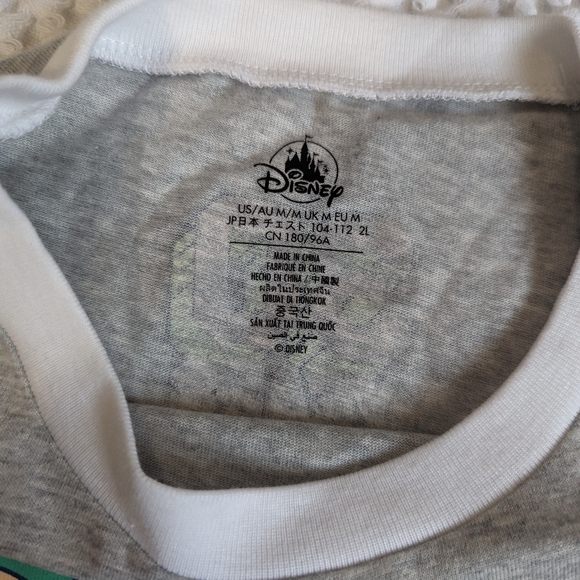 Disney
US/AU M/M UK M EU M
JP日本 チェスト 104-112 2L
CN 180/96A
MADE IN CHINA
FABRIQUÉ EN CHINE
HECHO EN CHINA / 中國製
ผลิตในประเทศจีน
DIBUAT DI TIONGKOK
중국산
SẢN XUẤT TẠI TRUNG QUỐC
صنع في الصين
© DISNEY